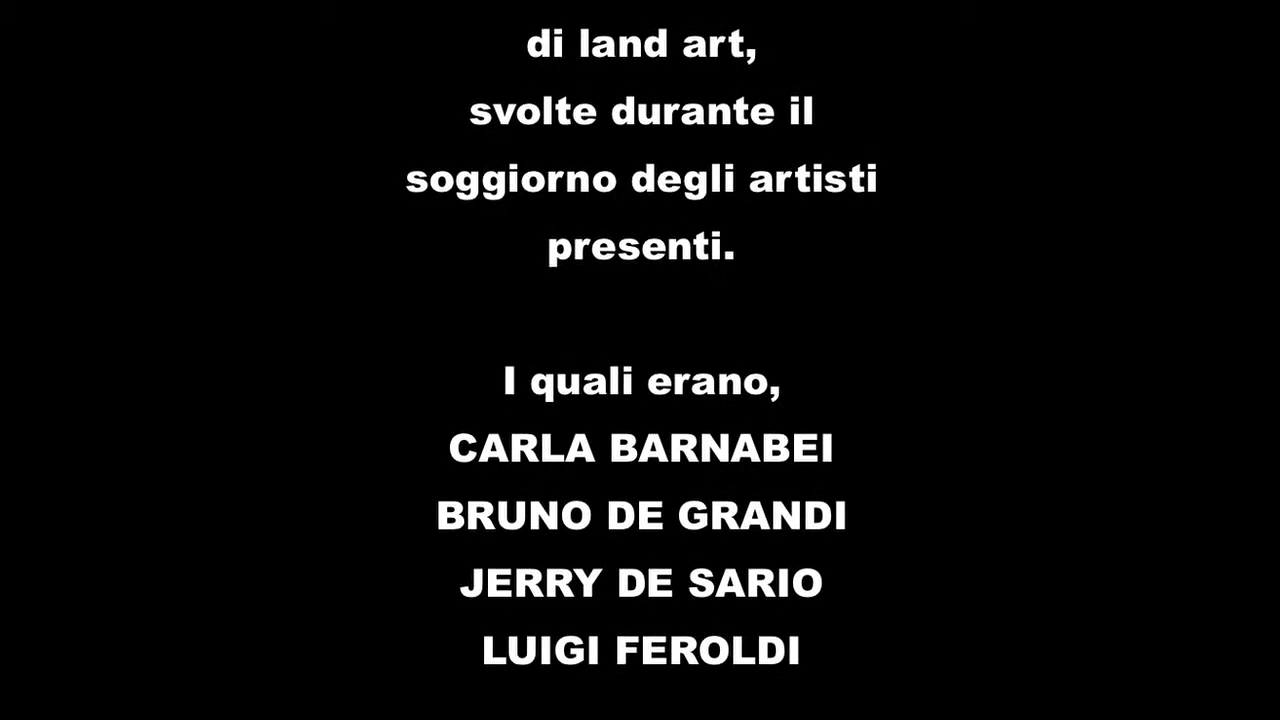 di land art,
svolte durante il
soggiorno degli artisti
presenti.
I quali erano,
CARLA BARNABEI
BRUNO DE GRANDI
JERRY DE SARIO
LUIGI FEROLDI